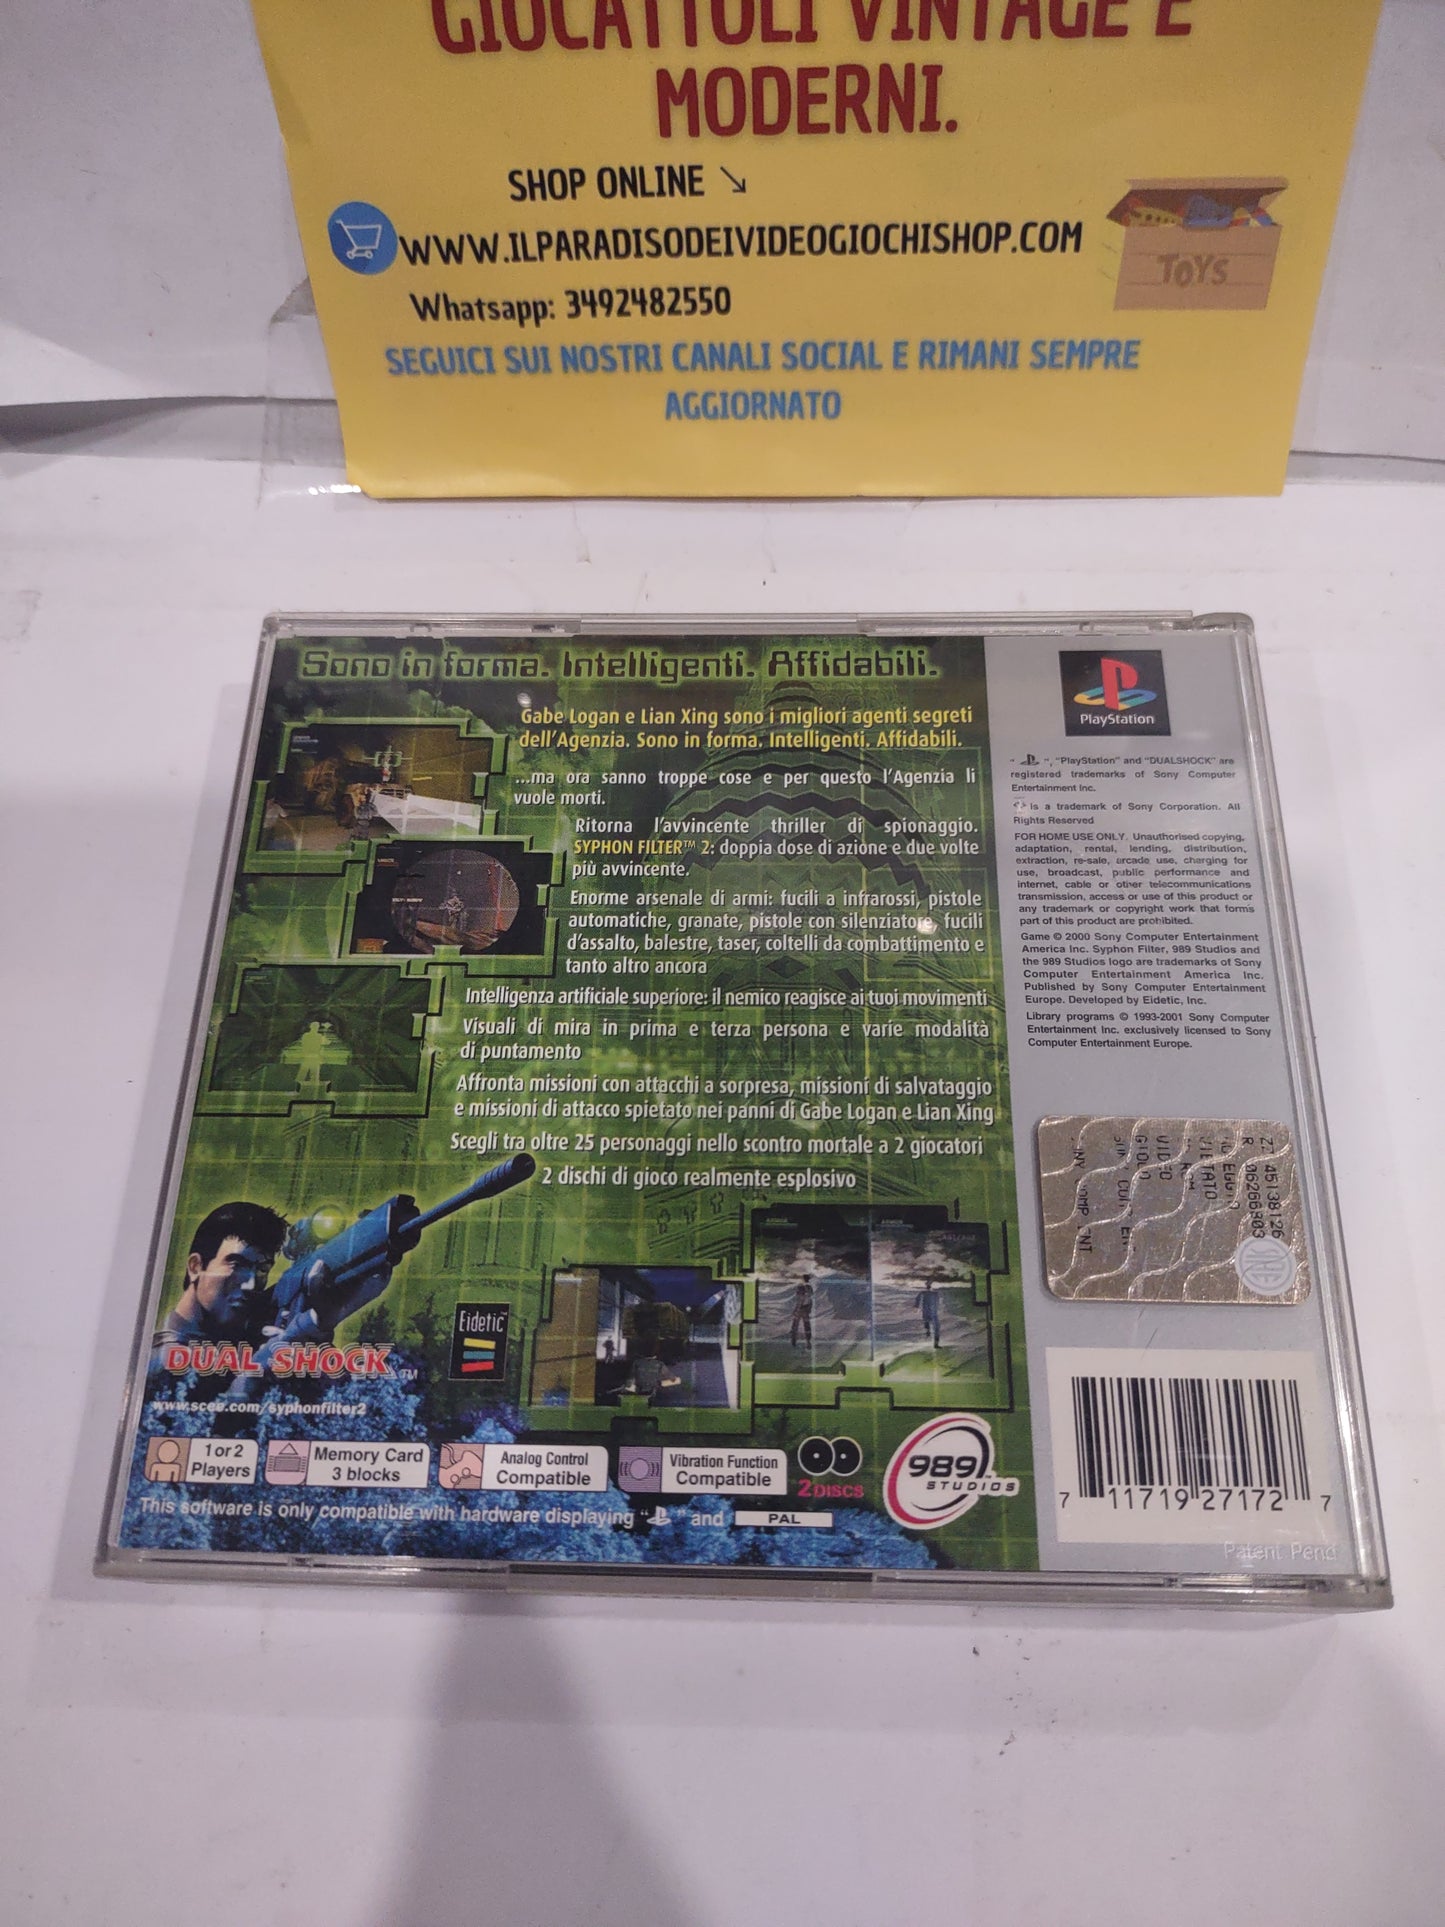 GIOCATTOLI VINTAGE E
MODERNI.
SHOP ONLINE ↘
WWW.ILPARADISODEIVIDEOGIOCHISHOP.COM
Whatsapp: 3492482550
TOYS
SEGUICI SUI NOSTRI CANALI SOCIAL E RIMANI SEMPRE
AGGIORNATO
Sono in forma. Intelligenti. Affidabili.
Gabe Logan e Lian Xing sono i migliori agenti segreti
dell'Agenzia. Sono in forma. Intelligenti. Affidabili.
...ma ora sanno troppe cose e per questo l'Agenzia li
vuole morti.
Ritorna l'avvincente thriller di spionaggio.
SYPHON FILTER™ 2: doppia dose di azione e due volte
più avvincente.
Enorme arsenale di armi: fucili a infrarossi, pistole
automatiche, granate, pistole con silenziatore, fucili
d'assalto, balestre, taser, coltelli da combattimento e
tanto altro ancora
Intelligenza artificiale superiore: il nemico reagisce ai tuoi movimenti
Visuali di mira in prima e terza persona e varie modalità
di puntamento
Affronta missioni con attacchi a sorpresa, missioni di salvataggio
e missioni di attacco spietato nei panni di Gabe Logan e Lian Xing
Scegli tra oltre 25 personaggi nello scontro mortale a 2 giocatori
2 dischi di gioco realmente esplosivo
Eidetic™
DUAL SHOCK™
www.scee.com/syphonfilter2
1 or 2
Players
Memory Card
3 blocks
Analog Control
Compatible
Vibration Function
Compatible
2 DISCS
989™
STUDIOS
This software is only compatible with hardware displaying " " and PAL
PlayStation
" ", "PlayStation" and "DUALSHOCK" are
registered trademarks of Sony Computer
Entertainment Inc.
is a trademark of Sony Corporation. All
Rights Reserved
FOR HOME USE ONLY. Unauthorised copying,
adaptation, rental, lending, distribution,
extraction, re-sale, arcade use, charging for
use, broadcast, public performance and
internet, cable or other telecommunications
transmission, access or use of this product or
any trademark or copyright work that form's
part of this product are prohibited.
Game © 2000 Sony Computer Entertainment
America Inc. Syphon Filter, 989 Studios and
the 989 Studios logo are trademarks of Sony
Computer Entertainment America Inc.
Published by Sony Computer Entertainment
Europe. Developed by Eidetic, Inc.
Library programs © 1993-2001 Sony Computer
Entertainment Inc. exclusively licensed to Sony
Computer Entertainment Europe.
VIDEO
SIAE
7 11719 27172 7
Patent Pend